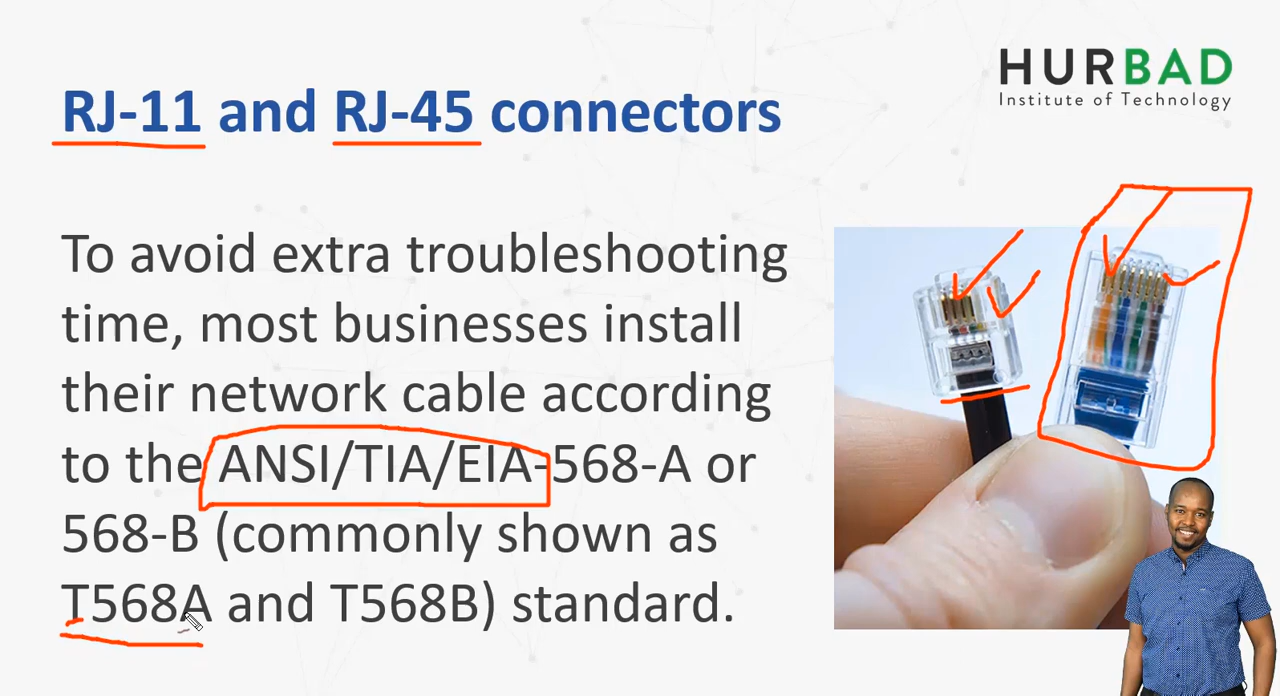 HURBAD
Institute of Technology
RJ-11 and RJ-45 connectors
To avoid extra troubleshooting
time, most businesses install
their network cable according
to the ANSI/TIA/EIA-568-A or
568-B (commonly shown as
T568A and T568B) standard.